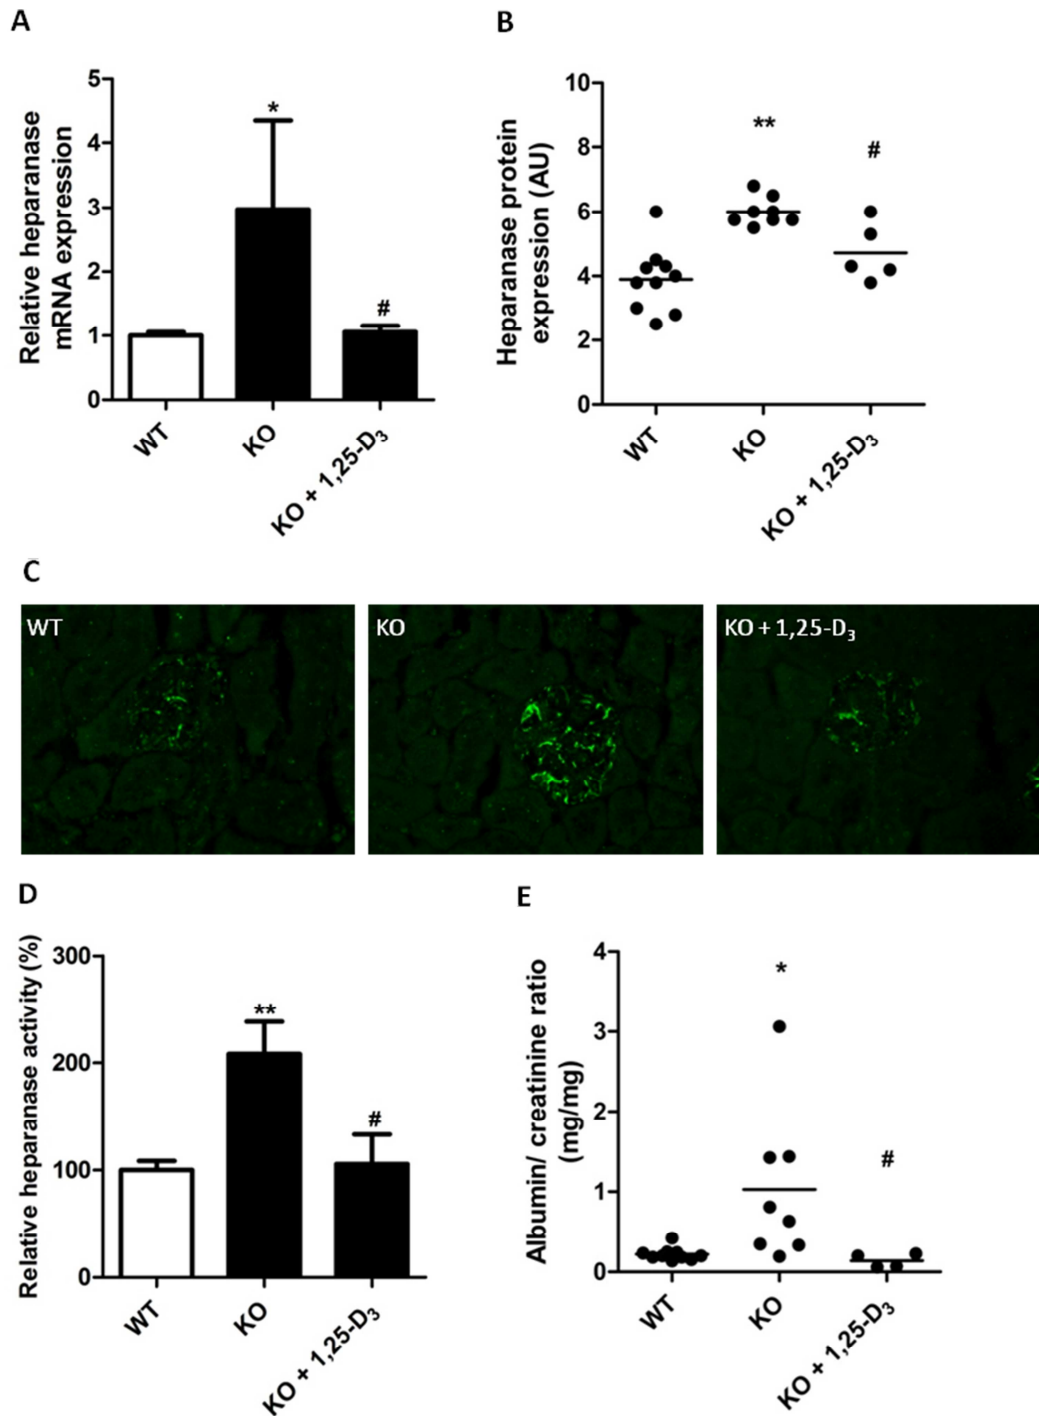 A
Relative heparanase
mRNA expression
5
4
3
2
1
0
*
#
WT
KO
KO + 1,25-D₃
B
Heparanase protein
expression (AU)
10
8
6
4
2
0
**
#
WT
KO
KO + 1,25-D₃
C
WT
KO
KO + 1,25-D₃
D
Relative heparanase activity (%)
300
200
100
0
**
#
WT
KO
KO + 1,25-D₃
E
Albumin/ creatinine ratio
(mg/mg)
4
3
2
1
0
*
#
WT
KO
KO + 1,25-D₃